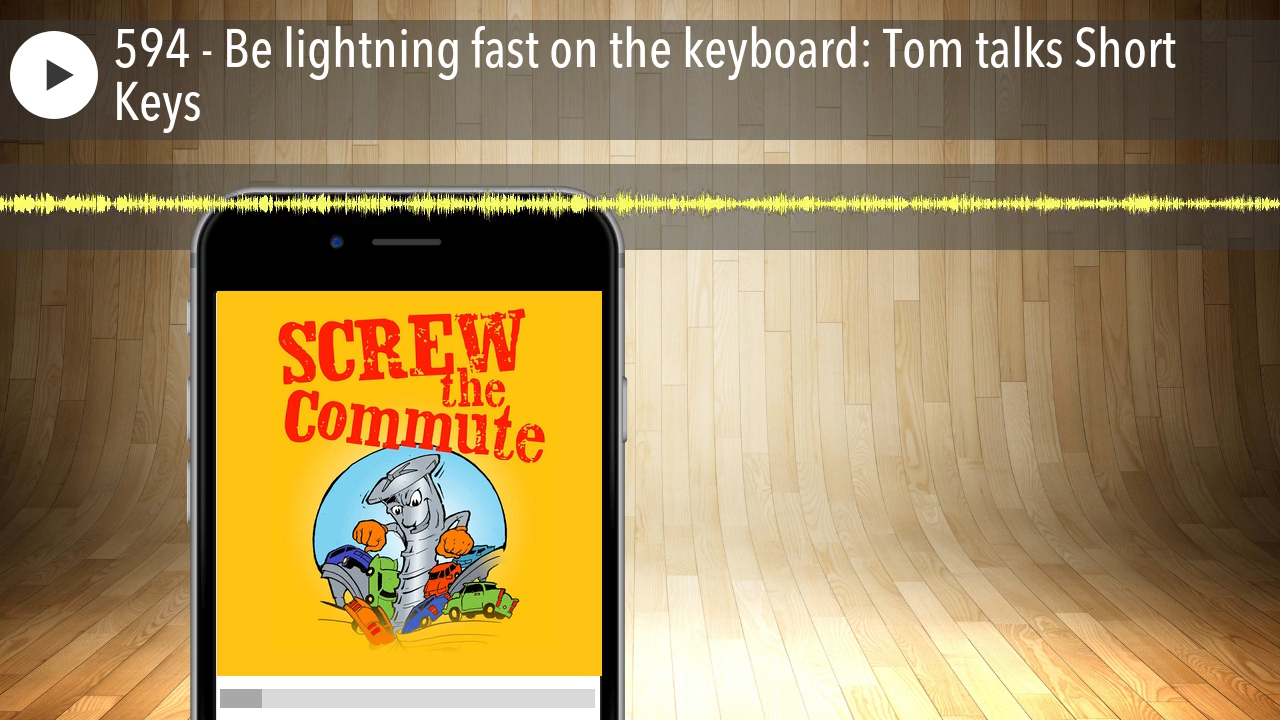 594 - Be lightning fast on the keyboard: Tom talks Short
Keys
SCREW
the
Commute